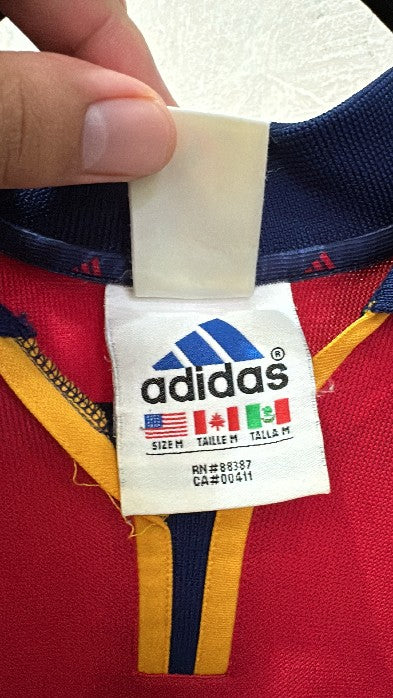 adidas ®
SIZE M TAILLE M TALLA M
RN#88387
CA#00411